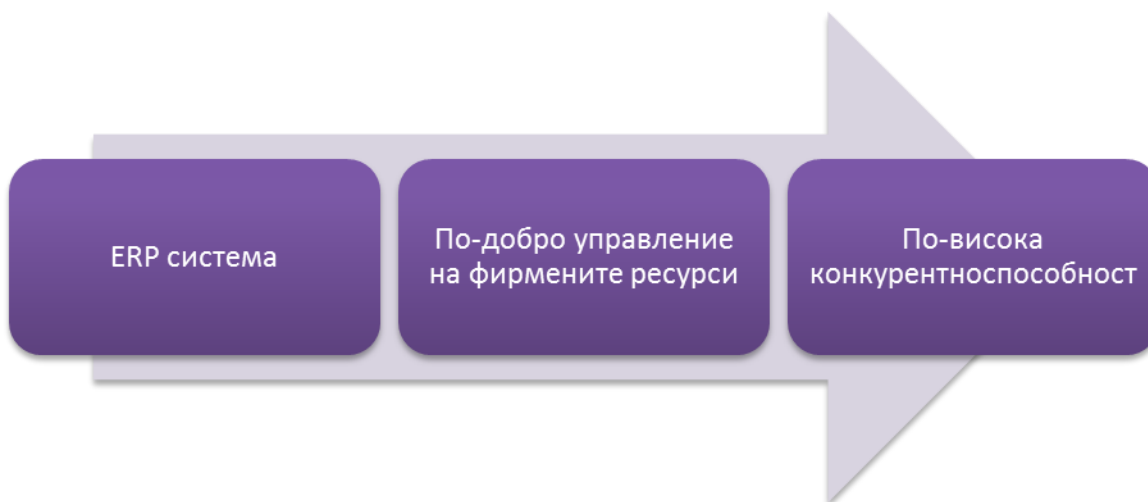 ERP система
По-добро управление
на фирмените ресурси
По-висока
конкурентноспособност